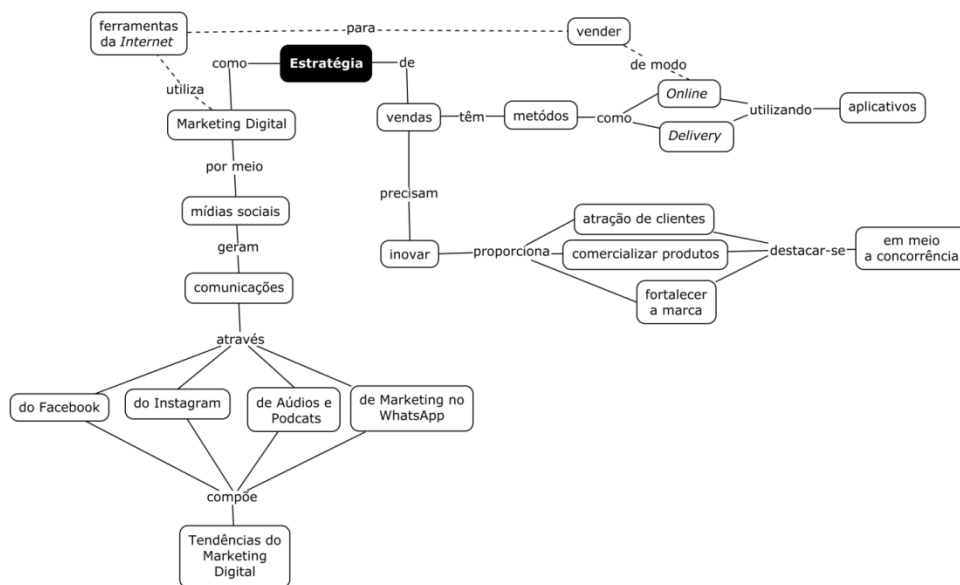 ferramentas
da Internet
para
vender
como
Estratégia
de
de modo
utiliza
Online
Marketing Digital
vendas
têm
metódos
como
utilizando
aplicativos
Delivery
por meio
precisam
mídias sociais
atração de clientes
geram
inovar
proporciona
comercializar produtos
destacar-se
em meio
a concorrência
comunicações
fortalecer
a marca
através
do Facebook
do Instagram
de Aúdios e
Podcats
de Marketing no
WhatsApp
compõe
Tendências do
Marketing
Digital